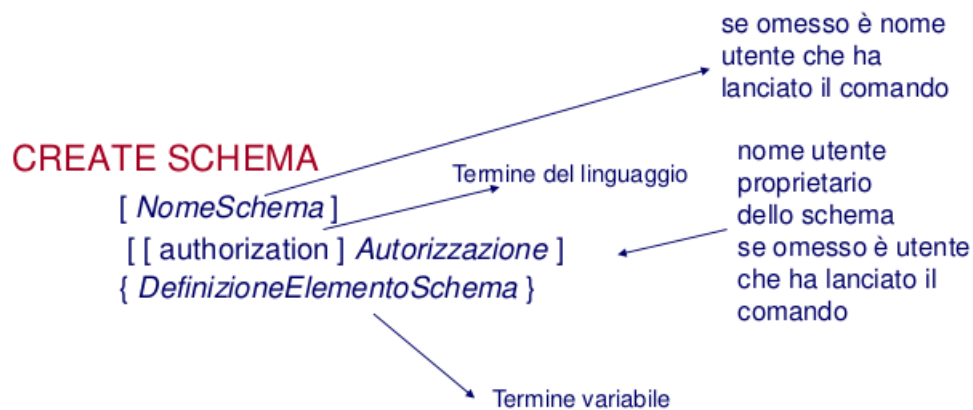 se omesso è nome
utente che ha
lanciato il comando
CREATE SCHEMA
[ NomeSchema ]
[ [ authorization ] Autorizzazione ]
{ DefinizioneElementoSchema }
Termine del linguaggio
nome utente
proprietario
dello schema
se omesso è utente
che ha lanciato il
comando
Termine variabile